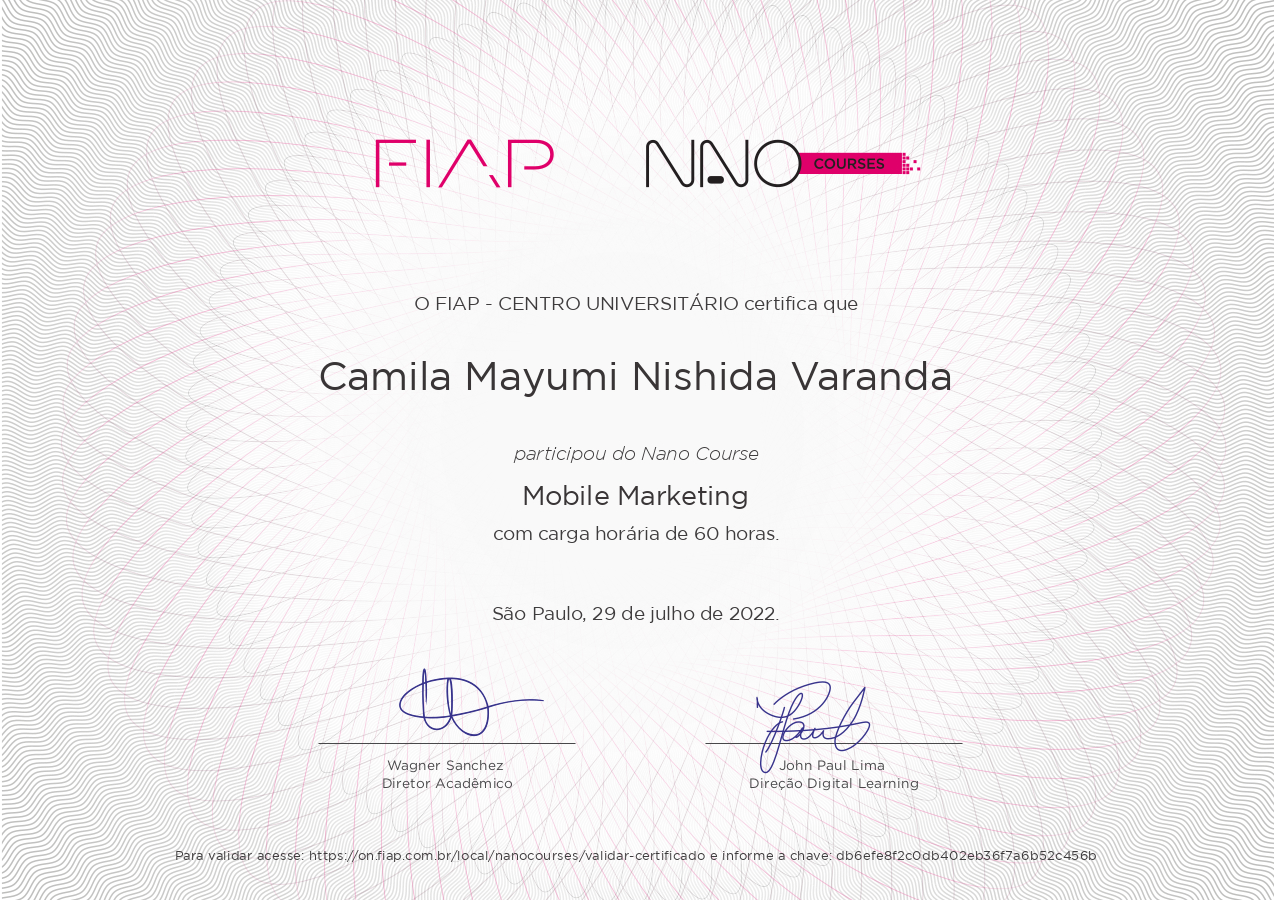 FIAP NANO COURSES
O FIAP - CENTRO UNIVERSITÁRIO certifica que
Camila Mayumi Nishida Varanda
participou do Nano Course
Mobile Marketing
com carga horária de 60 horas.
São Paulo, 29 de julho de 2022.
Wagner Sanchez
Diretor Acadêmico
John Paul Lima
Direção Digital Learning
Para validar acesse: https://on.fiap.com.br/local/nanocourses/validar-certificado e informe a chave: db6efe8f2c0db402eb36f7a6b52c456b